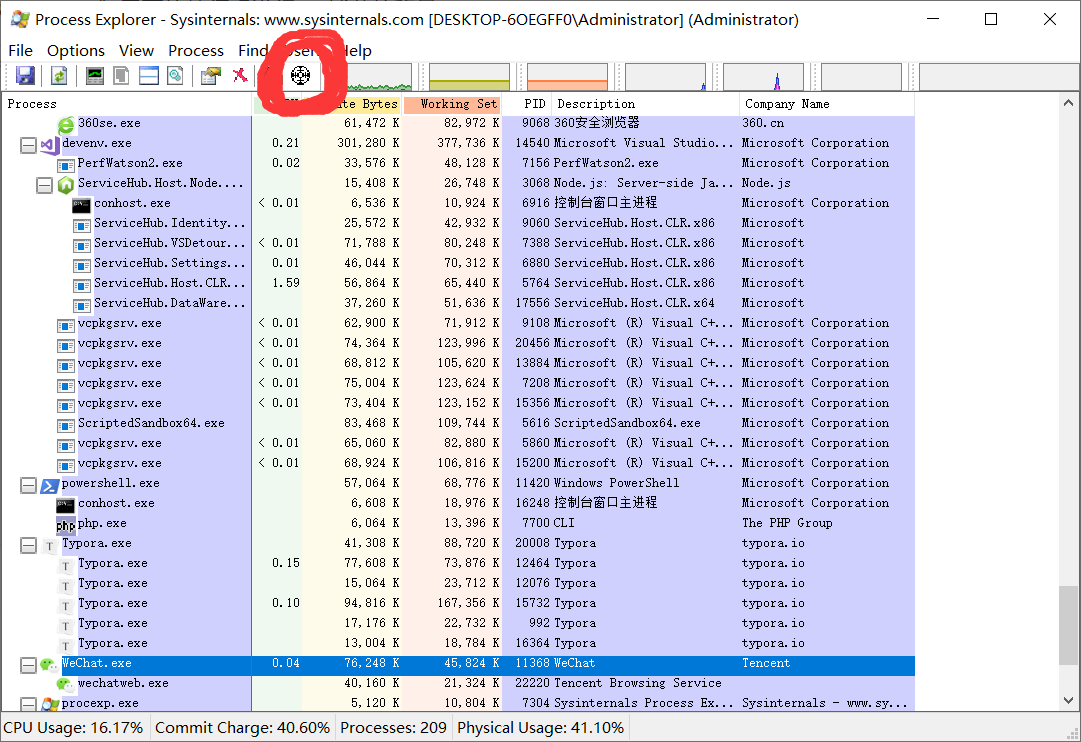 Process Explorer - Sysinternals: www.sysinternals.com [DESKTOP-6OEGFF0\Administrator] (Administrator)
File Options View Process Find Help
Process Bytes Working Set PID Description Company Name
360se.exe 61,472 K 82,972 K 9068 360安全浏览器 360.cn
devenv.exe 0.21 301,280 K 377,736 K 14540 Microsoft Visual Studio... Microsoft Corporation
PerfWatson2.exe 0.02 33,576 K 48,128 K 7156 PerfWatson2.exe Microsoft Corporation
ServiceHub.Host.Node.... 15,408 K 26,748 K 3068 Node.js: Server-side Ja... Node.js
conhost.exe < 0.01 6,536 K 10,924 K 6916 控制台窗口主进程 Microsoft Corporation
ServiceHub.Identity... 25,572 K 42,932 K 9060 ServiceHub.Host.CLR.x86 Microsoft
ServiceHub.VSDetour... < 0.01 71,788 K 80,248 K 7388 ServiceHub.Host.CLR.x86 Microsoft
ServiceHub.Settings... < 0.01 46,044 K 70,312 K 6880 ServiceHub.Host.CLR.x86 Microsoft
ServiceHub.Host.CLR... 1.59 56,864 K 65,440 K 5764 ServiceHub.Host.CLR.x86 Microsoft
ServiceHub.DataWare... 37,260 K 51,636 K 17556 ServiceHub.Host.CLR.x64 Microsoft
vcpkgsrv.exe < 0.01 62,900 K 71,912 K 9108 Microsoft (R) Visual C+... Microsoft Corporation
vcpkgsrv.exe < 0.01 74,364 K 123,996 K 20456 Microsoft (R) Visual C+... Microsoft Corporation
vcpkgsrv.exe < 0.01 68,812 K 105,620 K 13884 Microsoft (R) Visual C+... Microsoft Corporation
vcpkgsrv.exe < 0.01 75,004 K 123,624 K 7208 Microsoft (R) Visual C+... Microsoft Corporation
vcpkgsrv.exe < 0.01 73,404 K 123,152 K 15356 Microsoft (R) Visual C+... Microsoft Corporation
ScriptedSandbox64.exe 83,468 K 109,744 K 5616 ScriptedSandbox64.exe Microsoft Corporation
vcpkgsrv.exe < 0.01 65,060 K 82,880 K 5860 Microsoft (R) Visual C+... Microsoft Corporation
vcpkgsrv.exe < 0.01 68,924 K 106,816 K 15200 Microsoft (R) Visual C+... Microsoft Corporation
powershell.exe 57,064 K 68,776 K 11420 Windows PowerShell Microsoft Corporation
conhost.exe 6,608 K 18,976 K 16248 控制台窗口主进程 Microsoft Corporation
php php.exe 6,064 K 13,396 K 7700 CLI The PHP Group
T Typora.exe 41,308 K 88,720 K 20008 Typora typora.io
T Typora.exe 0.15 77,608 K 73,876 K 12464 Typora typora.io
T Typora.exe 15,064 K 23,712 K 12076 Typora typora.io
T Typora.exe 0.10 94,816 K 167,356 K 15732 Typora typora.io
T Typora.exe 17,176 K 22,732 K 992 Typora typora.io
T Typora.exe 13,004 K 18,784 K 16364 Typora typora.io
WeChat.exe 0.04 76,248 K 45,824 K 11368 WeChat Tencent
wechatweb.exe 40,160 K 21,324 K 22220 Tencent Browsing Service
procexp.exe 5,120 K 10,804 K 7304 Sysinternals Process Ex... Sysinternals - www.sy...
CPU Usage: 16.17% Commit Charge: 40.60% Processes: 209 Physical Usage: 41.10%